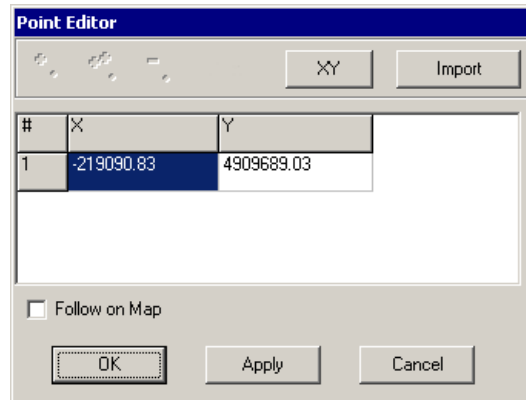 Point Editor
XY Import
# X Y
1 -219090.83 4909689.03
Follow on Map
OK Apply Cancel